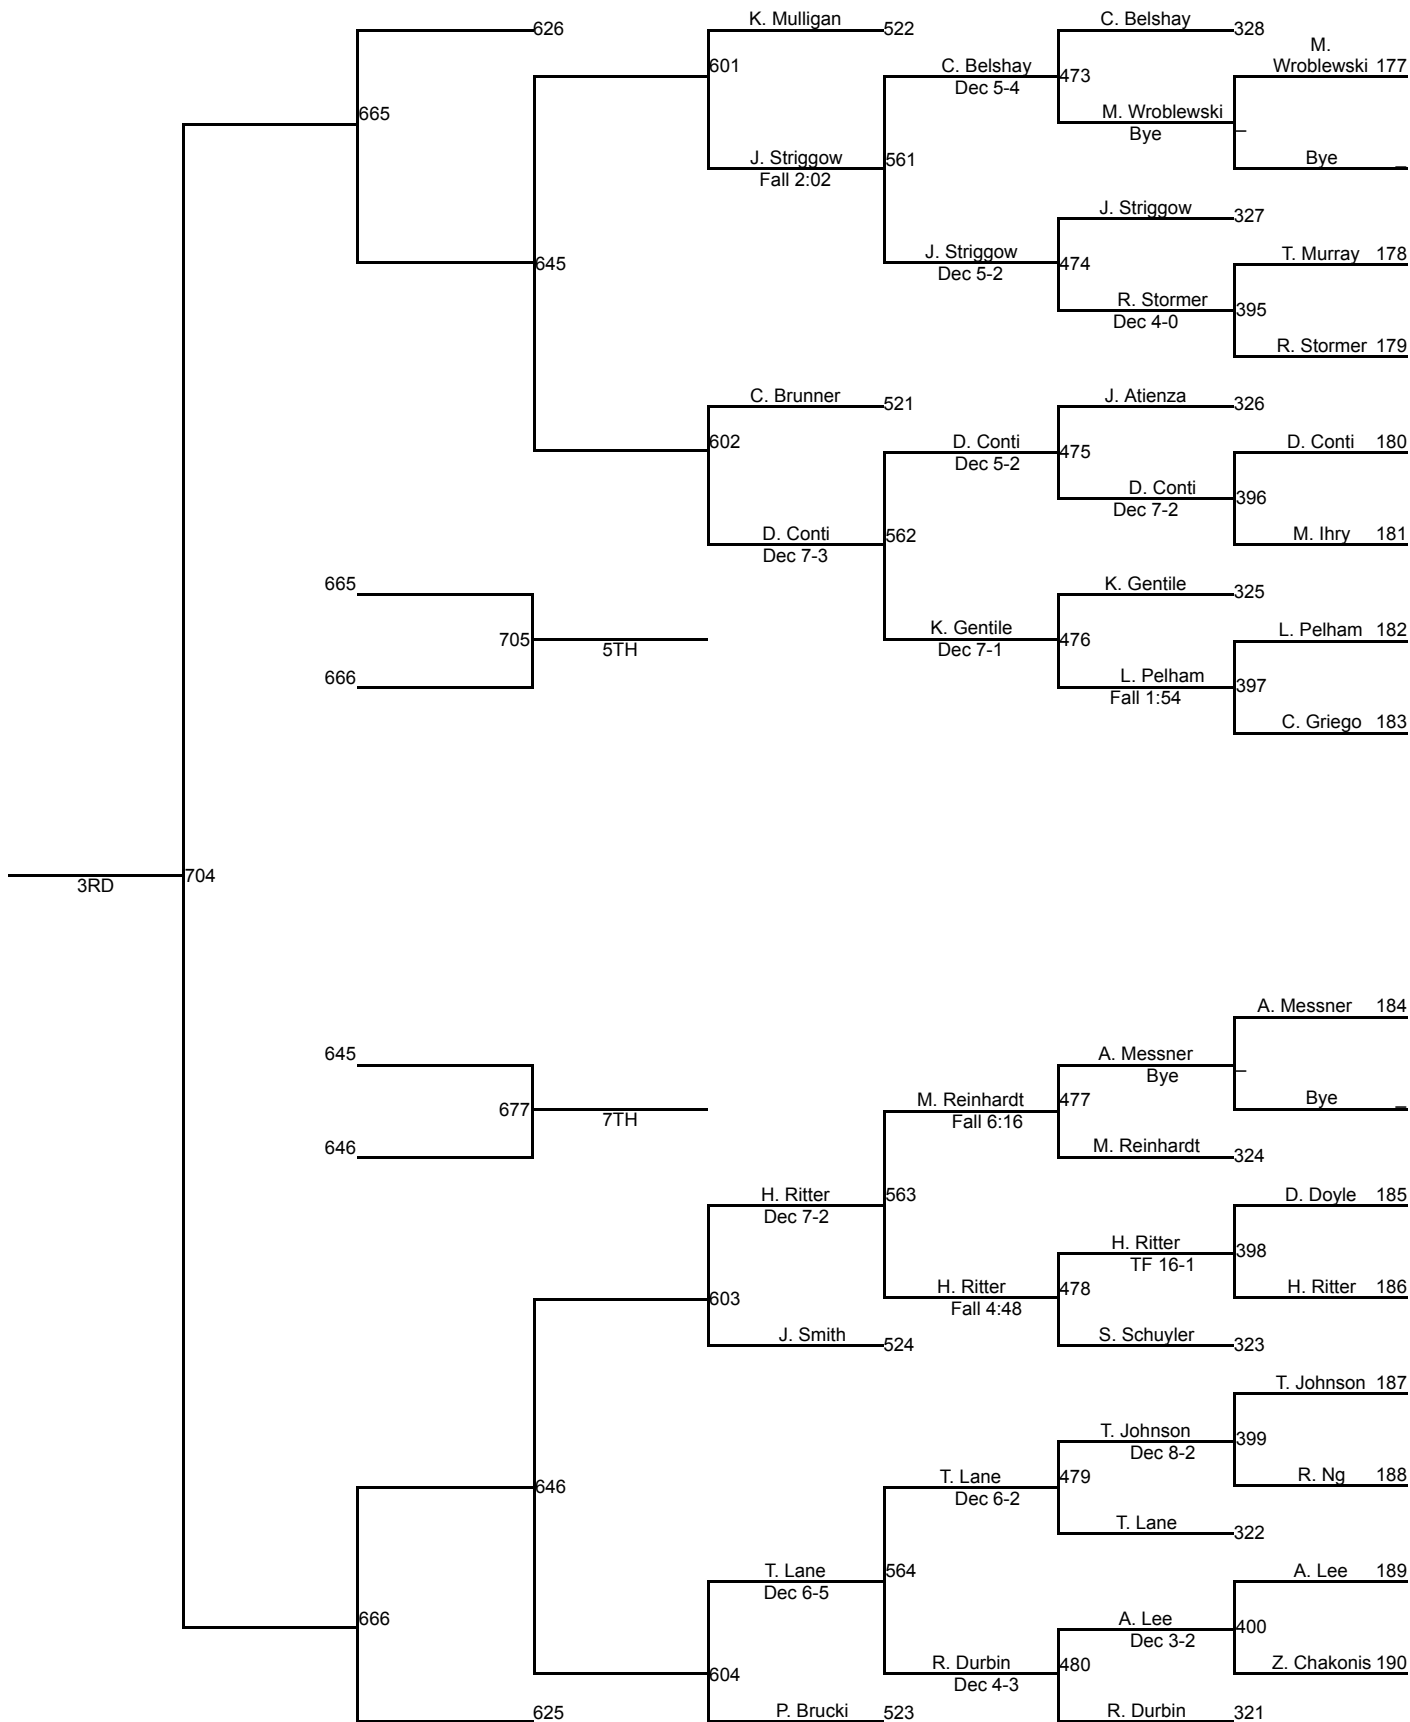 626
K. Mulligan
522
C. Belshay
328
M.
Wroblewski 177
601
C. Belshay
Dec 5-4
473
665
M. Wroblewski
Bye
_
J. Striggow
Fall 2:02
561
Bye _
J. Striggow
327
J. Striggow
Dec 5-2
474
T. Murray 178
645
R. Stormer
Dec 4-0
395
R. Stormer 179
C. Brunner
521
J. Atienza
326
602
D. Conti
Dec 5-2
475
D. Conti 180
D. Conti
Dec 7-2
396
D. Conti
Dec 7-3
562
M. Ihry 181
665
K. Gentile
325
705
5TH
K. Gentile
Dec 7-1
476
L. Pelham 182
666
L. Pelham
Fall 1:54
397
C. Griego 183
3RD
704
A. Messner 184
645
A. Messner
Bye
_
677
7TH
M. Reinhardt
Fall 6:16
477
Bye _
646
M. Reinhardt
324
H. Ritter
Dec 7-2
563
D. Doyle 185
H. Ritter
TF 16-1
398
603
H. Ritter
Fall 4:48
478
H. Ritter 186
J. Smith
524
S. Schuyler
323
T. Johnson 187
T. Johnson
Dec 8-2
399
646
T. Lane
Dec 6-2
479
R. Ng 188
T. Lane
322
T. Lane
Dec 6-5
564
A. Lee 189
666
A. Lee
Dec 3-2
400
604
R. Durbin
Dec 4-3
480
Z. Chakonis 190
625
P. Brucki
523
R. Durbin
321